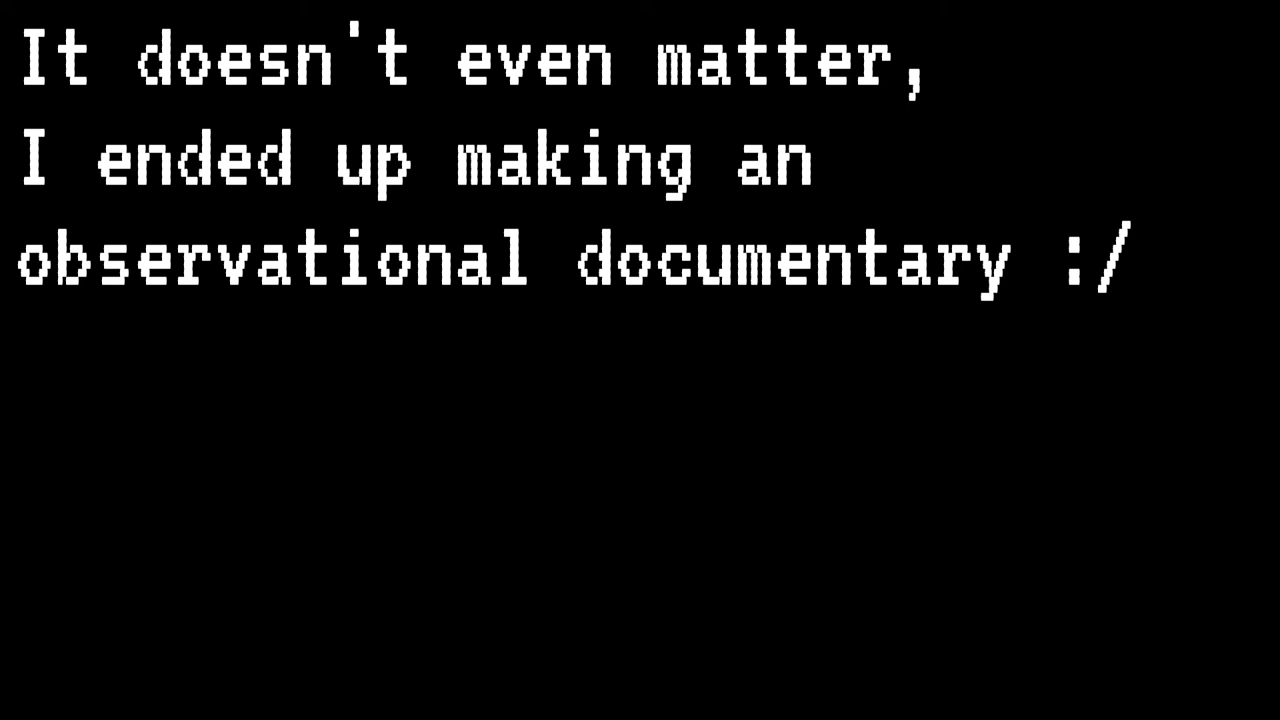 It doesn't even matter,
I ended up making an
observational documentary :/